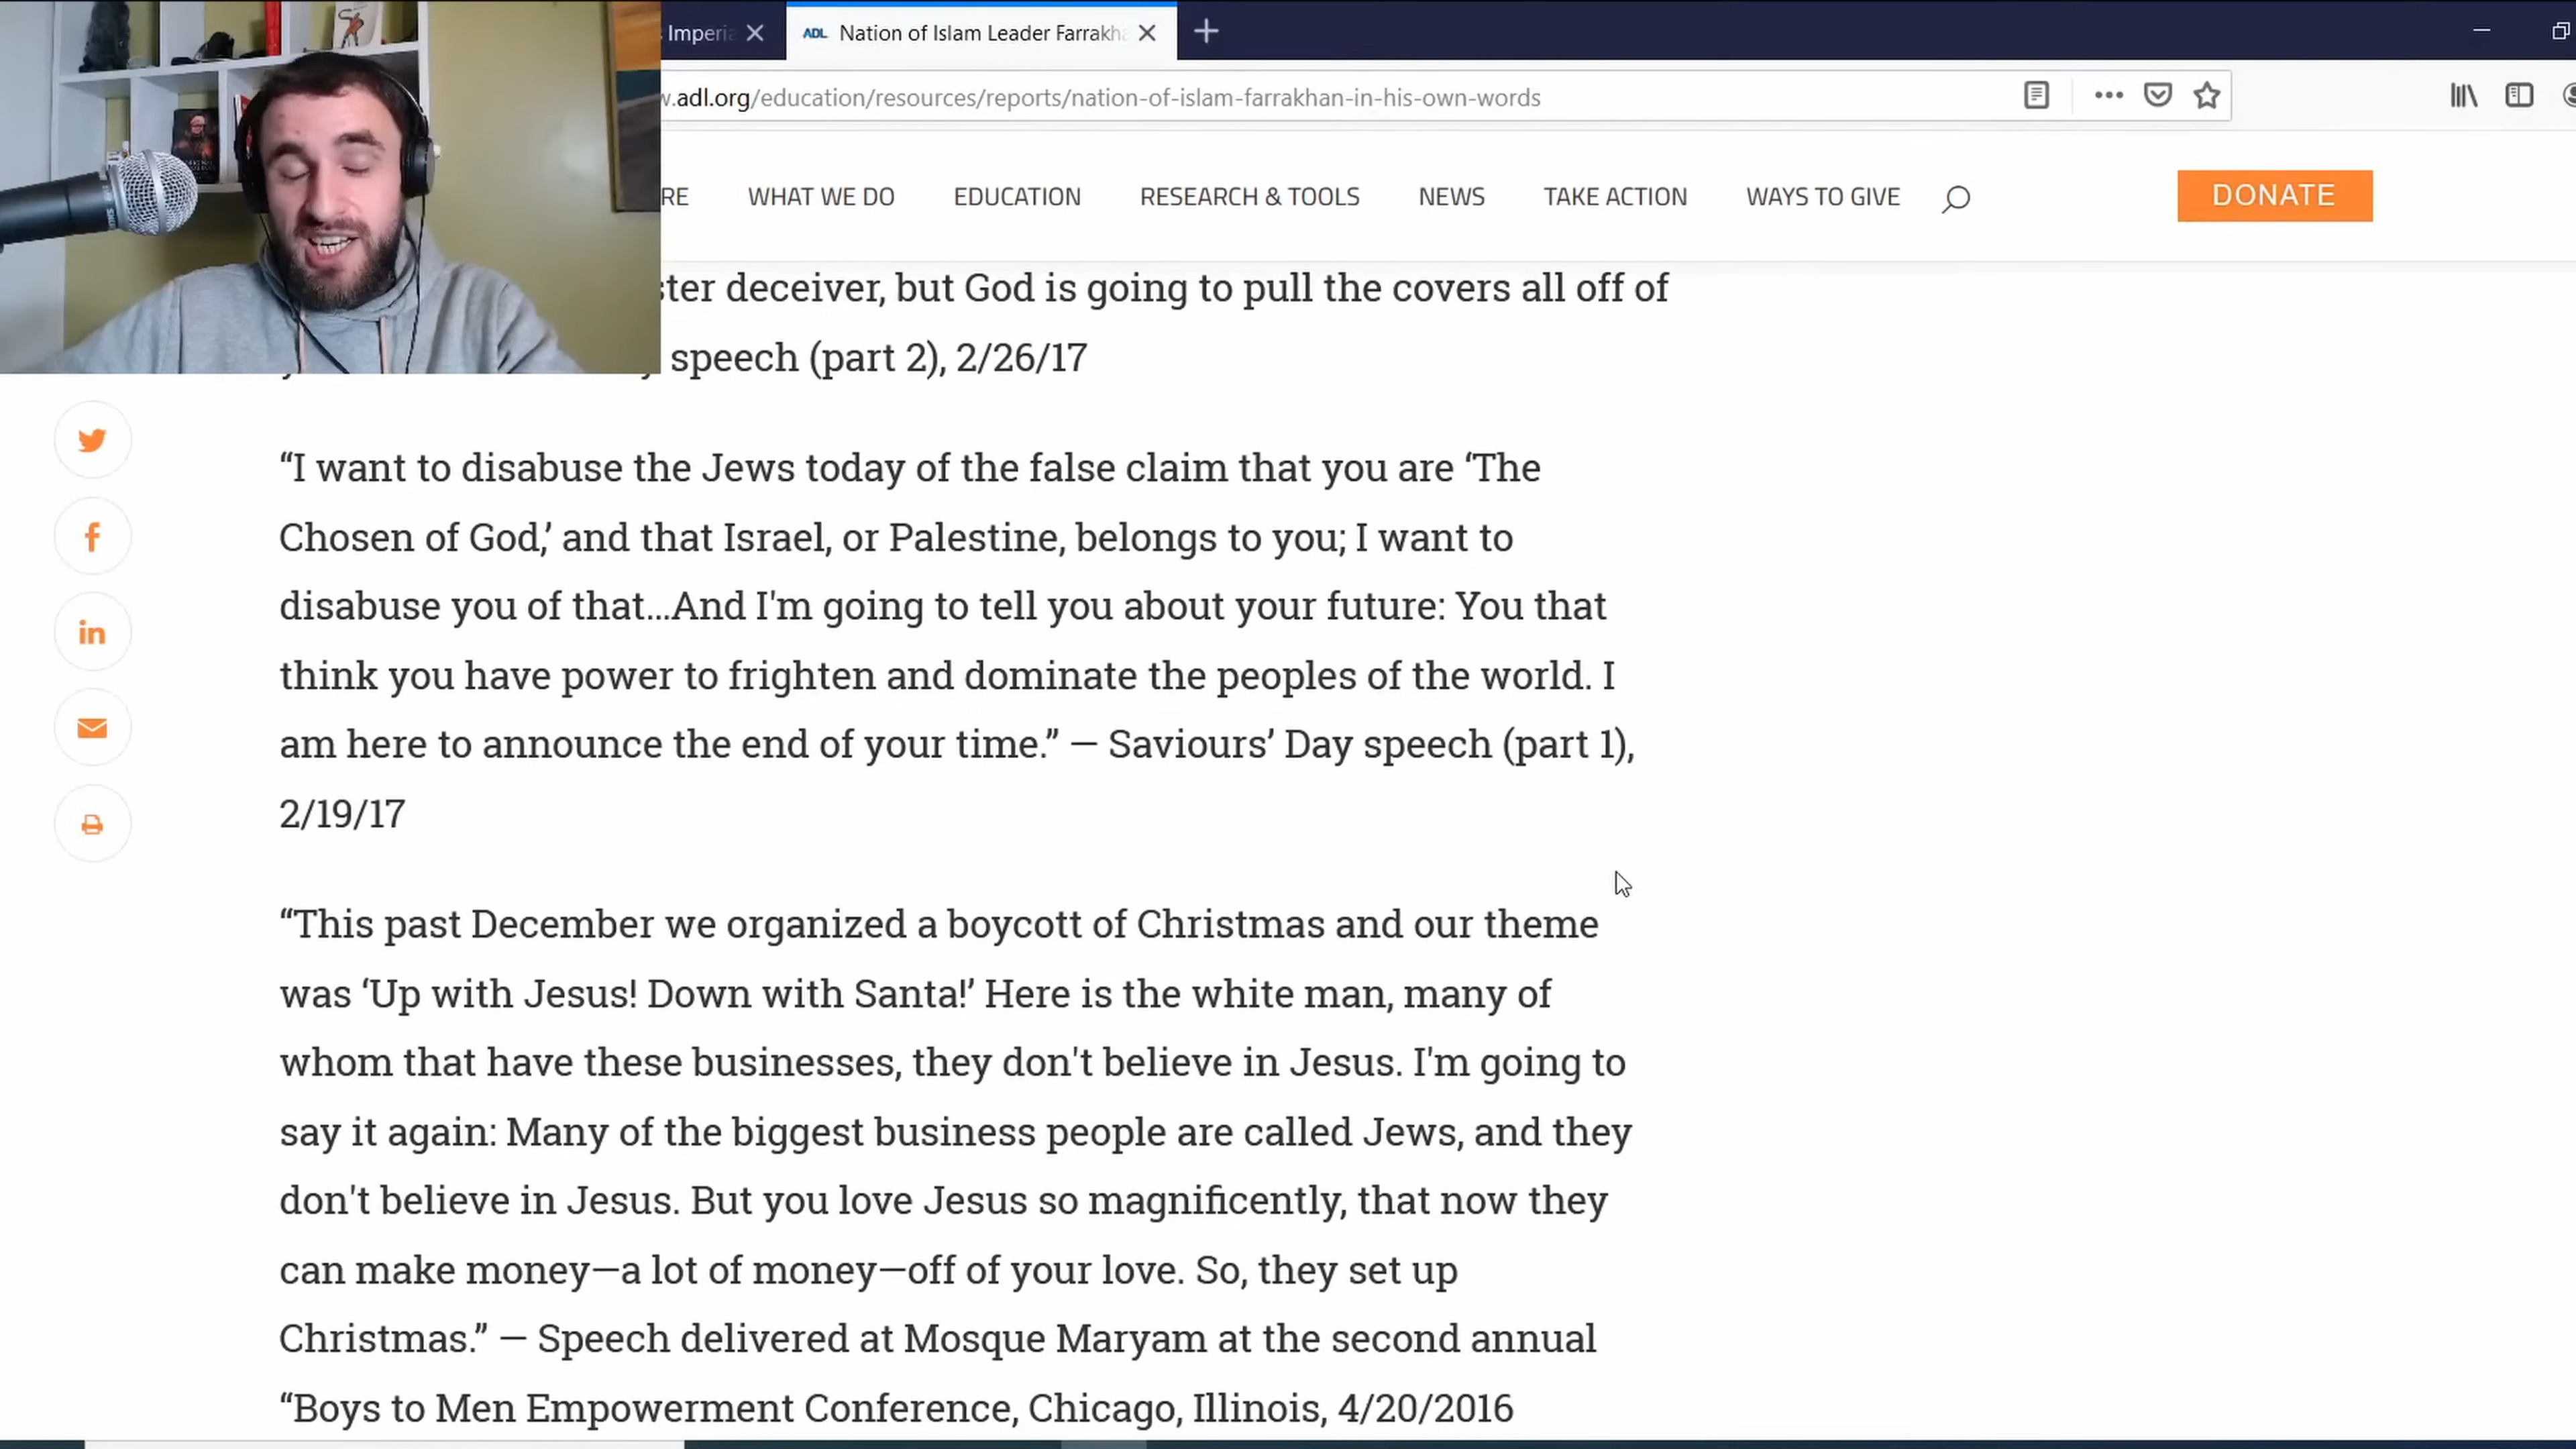 Imperia
ADL Nation of Islam Leader Farrakha
w.adl.org/education/resources/reports/nation-of-islam-farrakhan-in-his-own-words
RE WHAT WE DO EDUCATION RESEARCH & TOOLS NEWS TAKE ACTION WAYS TO GIVE DONATE
ster deceiver, but God is going to pull the covers all off of
speech (part 2), 2/26/17
“I want to disabuse the Jews today of the false claim that you are ‘The
Chosen of God,’ and that Israel, or Palestine, belongs to you; I want to
disabuse you of that…And I'm going to tell you about your future: You that
think you have power to frighten and dominate the peoples of the world. I
am here to announce the end of your time.” — Saviours’ Day speech (part 1),
2/19/17
“This past December we organized a boycott of Christmas and our theme
was ‘Up with Jesus! Down with Santa!’ Here is the white man, many of
whom that have these businesses, they don't believe in Jesus. I'm going to
say it again: Many of the biggest business people are called Jews, and they
don't believe in Jesus. But you love Jesus so magnificently, that now they
can make money—a lot of money—off of your love. So, they set up
Christmas.” — Speech delivered at Mosque Maryam at the second annual
“Boys to Men Empowerment Conference, Chicago, Illinois, 4/20/2016